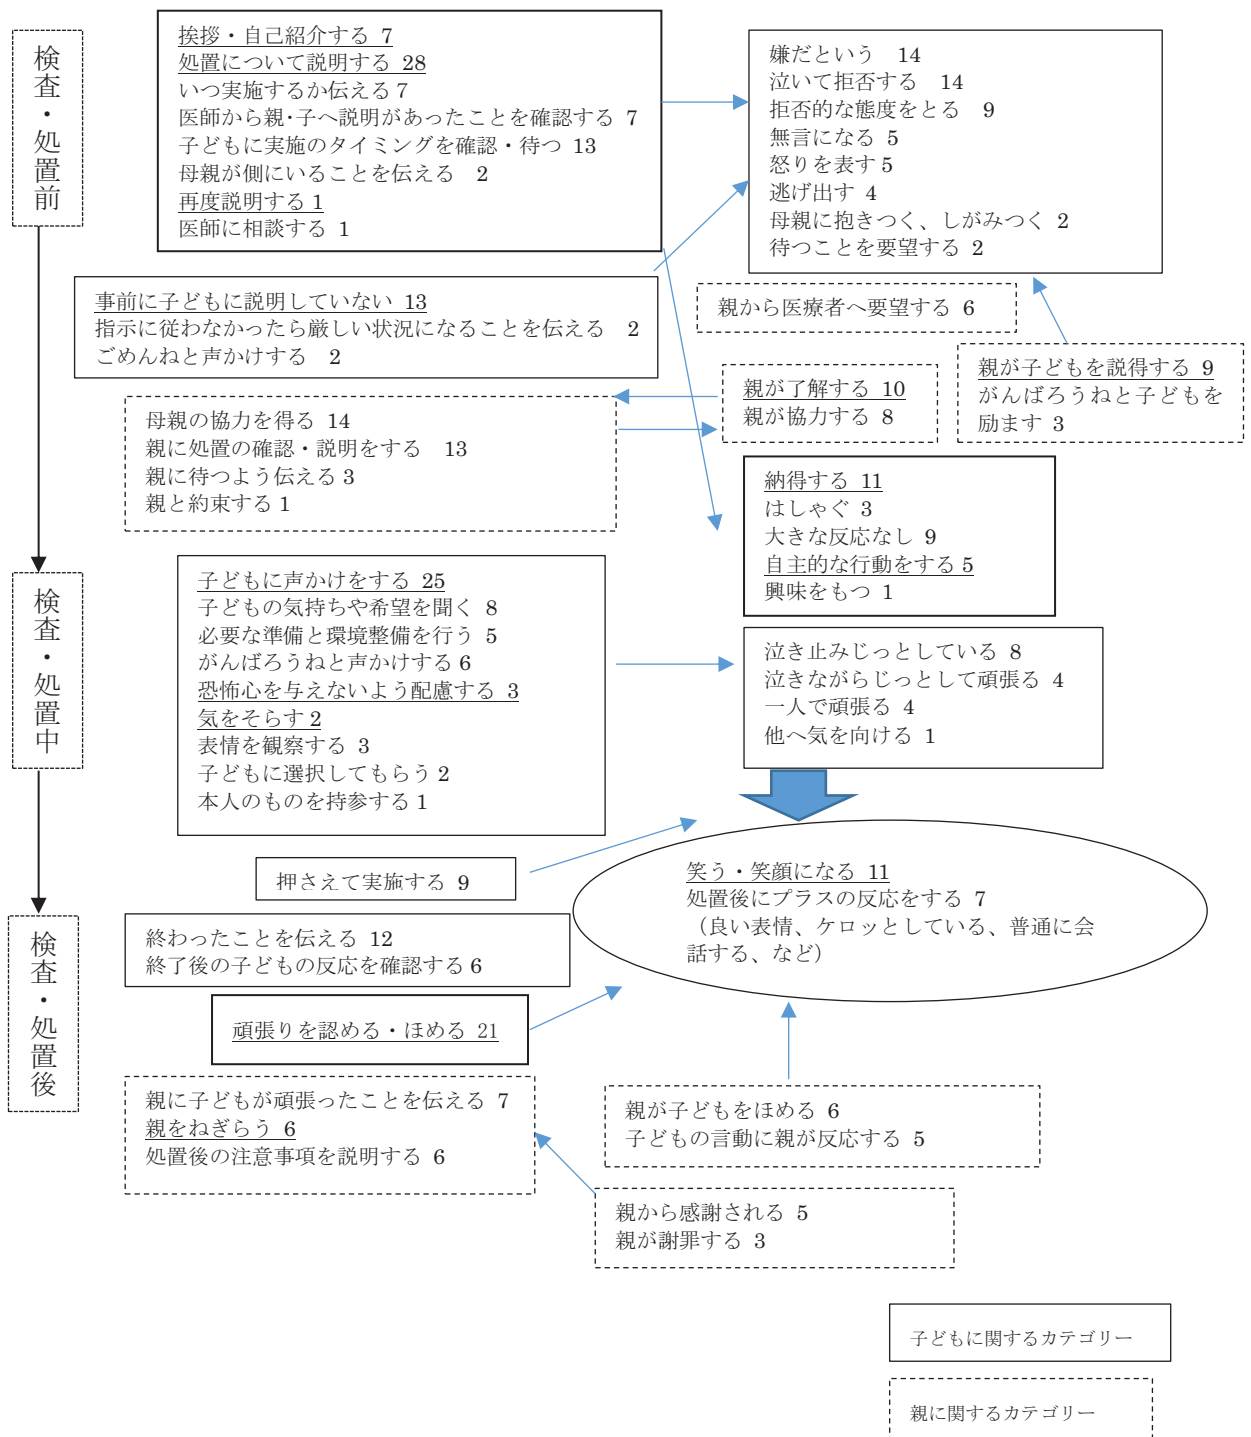 検査・処置前
挨拶・自己紹介する 7
処置について説明する 28
いつ実施するか伝える 7
医師から親・子へ説明があったことを確認する 7
子どもに実施のタイミングを確認・待つ 13
母親が側にいることを伝える 2
再度説明する 1
医師に相談する 1
嫌だという 14
泣いて拒否する 14
拒否的な態度をとる 9
無言になる 5
怒りを表す 5
逃げ出す 4
母親に抱きつく、しがみつく 2
待つことを要望する 2
事前に子どもに説明していない 13
指示に従わなかったら厳しい状況になることを伝える 2
ごめんねと声かけする 2
親から医療者へ要望する 6
親が子どもを説得する 9
がんばろうねと子どもを
励ます 3
親が了解する 10
親が協力する 8
母親の協力を得る 14
親に処置の確認・説明をする 13
親に待つよう伝える 3
親と約束する 1
納得する 11
はしゃぐ 3
大きな反応なし 9
自主的な行動をする 5
興味をもつ 1
検査・処置中
子どもに声かけをする 25
子どもの気持ちや希望を聞く 8
必要な準備と環境整備を行う 5
がんばろうねと声かけする 6
恐怖心を与えないよう配慮する 3
気をそらす 2
表情を観察する 3
子どもに選択してもらう 2
本人のものを持参する 1
泣き止みじっとしている 8
泣きながらじっとして頑張る 4
一人で頑張る 4
他へ気を向ける 1
押さえて実施する 9
笑う・笑顔になる 11
処置後にプラスの反応をする 7
（良い表情、ケロッとしている、普通に会
話する、など）
検査・処置後
終わったことを伝える 12
終了後の子どもの反応を確認する 6
頑張りを認める・ほめる 21
親に子どもが頑張ったことを伝える 7
親をねぎらう 6
処置後の注意事項を説明する 6
親が子どもをほめる 6
子どもの言動に親が反応する 5
親から感謝される 5
親が謝罪する 3
子どもに関するカテゴリー
親に関するカテゴリー